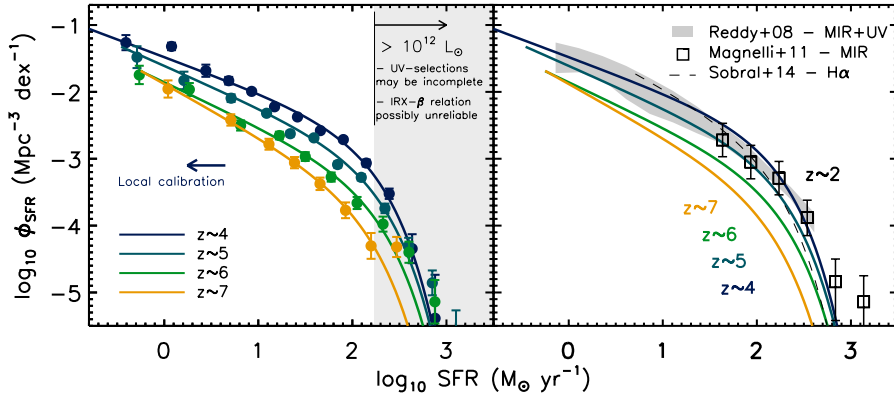 -1
-2
-3
-4
-5
log₁₀ ϕSFR (Mpc⁻³ dex⁻¹)
> 10¹² L⊙
– UV-selections
may be incomplete
– IRX-β relation
possibly unreliable
Local calibration
z~4
z~5
z~6
z~7
0 1 2 3
Reddy+08 – MIR+UV
Magnelli+11 – MIR
Sobral+14 – Hα
z~2
z~7
z~6
z~5
z~4
0 1 2 3
log₁₀ SFR (M⊙ yr⁻¹)